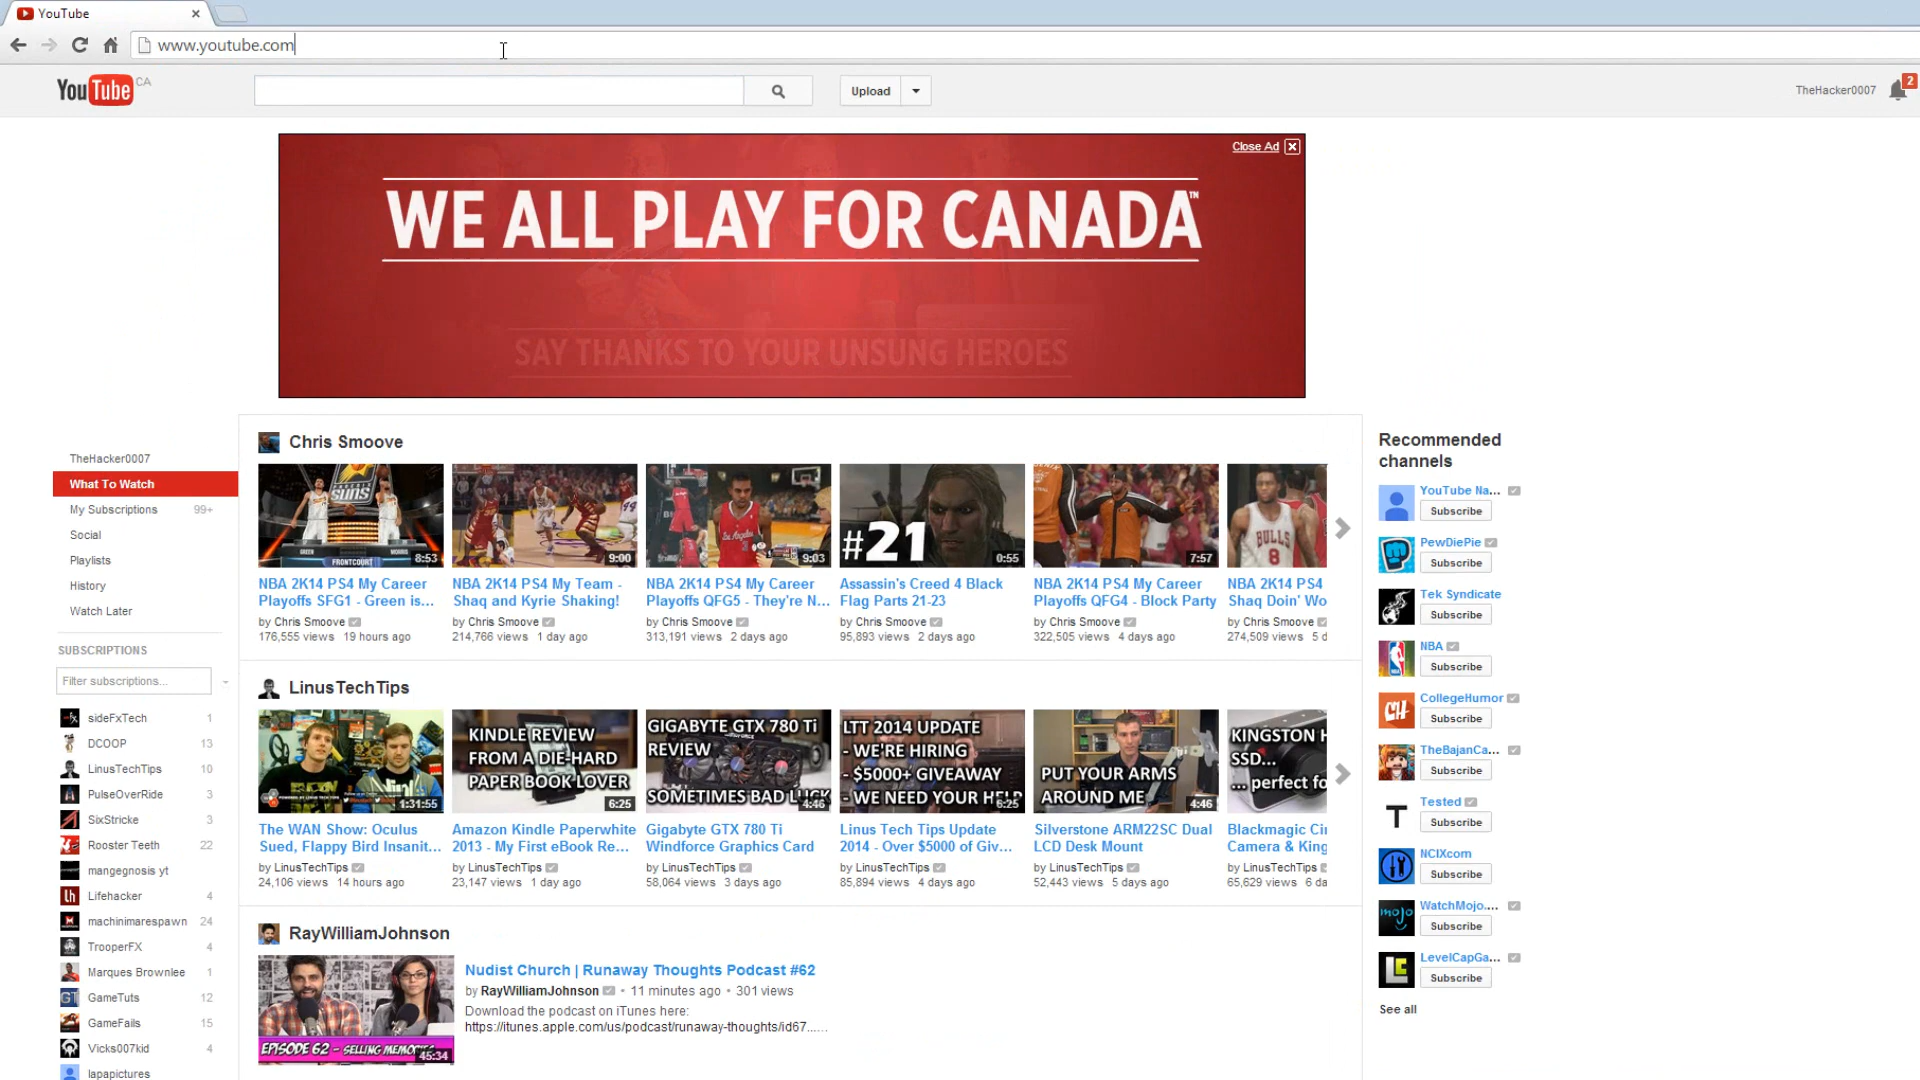 YouTube
www.youtube.com
YouTube CA
Upload
TheHacker0007
2
Close Ad
WE ALL PLAY FOR CANADA™
SAY THANKS TO YOUR UNSUNG HEROES
TheHacker0007
What To Watch
My Subscriptions 99+
Social
Playlists
History
Watch Later
SUBSCRIPTIONS
Filter subscriptions...
sideFxTech 1
DCOOP 13
LinusTechTips 10
PulseOverRide 3
SixStricke 3
Rooster Teeth 22
mangegnosis yt
Lifehacker 4
machinimarespawn 24
TrooperFX 4
Marques Brownlee 1
GameTuts 12
GameFails 15
Vicks007kid 4
lapapictures
Chris Smoove
SUNS
GREEN
MORRIS
FRONTCOURT
8:53
NBA 2K14 PS4 My Career
Playoffs SFG1 - Green is...
by Chris Smoove
176,555 views 19 hours ago
9:00
NBA 2K14 PS4 My Team -
Shaq and Kyrie Shaking!
by Chris Smoove
214,766 views 1 day ago
9:03
NBA 2K14 PS4 My Career
Playoffs QFG5 - They're N...
by Chris Smoove
313,191 views 2 days ago
#21
0:55
Assassin's Creed 4 Black
Flag Parts 21-23
by Chris Smoove
95,893 views 2 days ago
7:57
NBA 2K14 PS4 My Career
Playoffs QFG4 - Block Party
by Chris Smoove
322,505 views 4 days ago
BULLS
8
NBA 2K14 PS4
Shaq Doin' Wo
by Chris Smoove
274,509 views 5 d
LinusTechTips
1:31:55
The WAN Show: Oculus
Sued, Flappy Bird Insanit...
by LinusTechTips
24,106 views 14 hours ago
KINDLE REVIEW
FROM A DIE-HARD
PAPER BOOK LOVER
6:25
Amazon Kindle Paperwhite
2013 - My First eBook Re...
by LinusTechTips
23,147 views 1 day ago
GIGABYTE GTX 780 Ti
REVIEW
SOMETIMES BAD LUCK
4:46
Gigabyte GTX 780 Ti
Windforce Graphics Card
by LinusTechTips
58,064 views 3 days ago
LTT 2014 UPDATE
- WE'RE HIRING
- $5000+ GIVEAWAY
- WE NEED YOUR HELP
6:25
Linus Tech Tips Update
2014 - Over $5000 of Giv...
by LinusTechTips
85,894 views 4 days ago
PUT YOUR ARMS
AROUND ME
4:46
Silverstone ARM22SC Dual
LCD Desk Mount
by LinusTechTips
52,443 views 5 days ago
KINGSTON H
SSD...
... perfect fo
Blackmagic Ci
Camera & King
by LinusTechTips
65,629 views 6 da
RayWilliamJohnson
EPISODE 62 - SELLING MEMORIES
45:34
Nudist Church | Runaway Thoughts Podcast #62
by RayWilliamJohnson • 11 minutes ago • 301 views
Download the podcast on iTunes here:
https://itunes.apple.com/us/podcast/runaway-thoughts/id67......
Recommended
channels
YouTube Na...
Subscribe
PewDiePie
Subscribe
Tek Syndicate
Subscribe
NBA
Subscribe
CollegeHumor
Subscribe
TheBajanCa...
Subscribe
Tested
Subscribe
NCIXcom
Subscribe
WatchMojo....
Subscribe
LevelCapGa...
Subscribe
See all